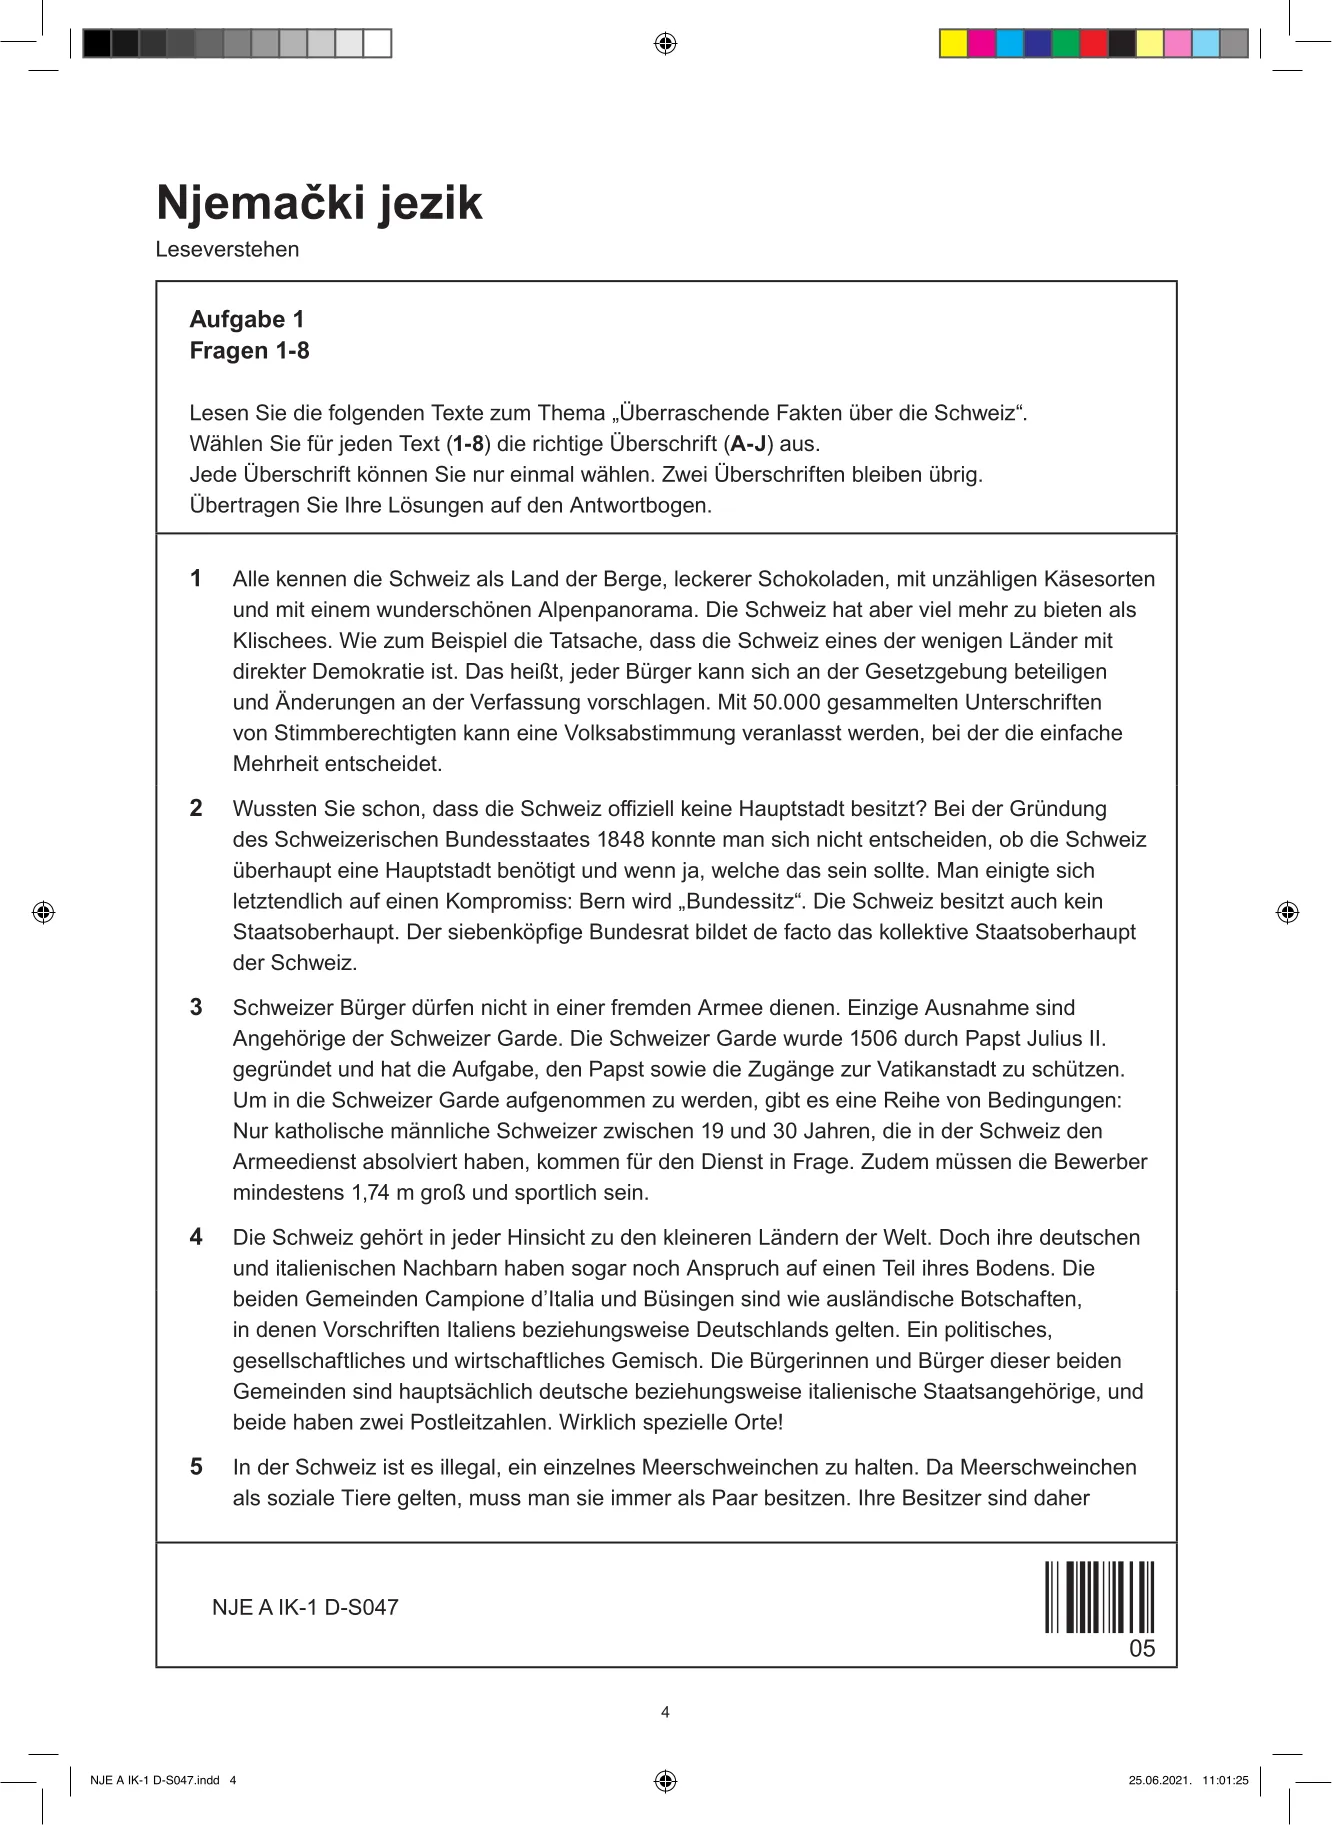 Njemački jezik
Leseverstehen
Aufgabe 1
Fragen 1-8
Lesen Sie die folgenden Texte zum Thema „Überraschende Fakten über die Schweiz“.
Wählen Sie für jeden Text (1-8) die richtige Überschrift (A-J) aus.
Jede Überschrift können Sie nur einmal wählen. Zwei Überschriften bleiben übrig.
Übertragen Sie Ihre Lösungen auf den Antwortbogen.
1 Alle kennen die Schweiz als Land der Berge, leckerer Schokoladen, mit unzähligen Käsesorten
und mit einem wunderschönen Alpenpanorama. Die Schweiz hat aber viel mehr zu bieten als
Klischees. Wie zum Beispiel die Tatsache, dass die Schweiz eines der wenigen Länder mit
direkter Demokratie ist. Das heißt, jeder Bürger kann sich an der Gesetzgebung beteiligen
und Änderungen an der Verfassung vorschlagen. Mit 50.000 gesammelten Unterschriften
von Stimmberechtigten kann eine Volksabstimmung veranlasst werden, bei der die einfache
Mehrheit entscheidet.
2 Wussten Sie schon, dass die Schweiz offiziell keine Hauptstadt besitzt? Bei der Gründung
des Schweizerischen Bundesstaates 1848 konnte man sich nicht entscheiden, ob die Schweiz
überhaupt eine Hauptstadt benötigt und wenn ja, welche das sein sollte. Man einigte sich
letztendlich auf einen Kompromiss: Bern wird „Bundessitz“. Die Schweiz besitzt auch kein
Staatsoberhaupt. Der siebenköpfige Bundesrat bildet de facto das kollektive Staatsoberhaupt
der Schweiz.
3 Schweizer Bürger dürfen nicht in einer fremden Armee dienen. Einzige Ausnahme sind
Angehörige der Schweizer Garde. Die Schweizer Garde wurde 1506 durch Papst Julius II.
gegründet und hat die Aufgabe, den Papst sowie die Zugänge zur Vatikanstadt zu schützen.
Um in die Schweizer Garde aufgenommen zu werden, gibt es eine Reihe von Bedingungen:
Nur katholische männliche Schweizer zwischen 19 und 30 Jahren, die in der Schweiz den
Armeedienst absolviert haben, kommen für den Dienst in Frage. Zudem müssen die Bewerber
mindestens 1,74 m groß und sportlich sein.
4 Die Schweiz gehört in jeder Hinsicht zu den kleineren Ländern der Welt. Doch ihre deutschen
und italienischen Nachbarn haben sogar noch Anspruch auf einen Teil ihres Bodens. Die
beiden Gemeinden Campione d’Italia und Büsingen sind wie ausländische Botschaften,
in denen Vorschriften Italiens beziehungsweise Deutschlands gelten. Ein politisches,
gesellschaftliches und wirtschaftliches Gemisch. Die Bürgerinnen und Bürger dieser beiden
Gemeinden sind hauptsächlich deutsche beziehungsweise italienische Staatsangehörige, und
beide haben zwei Postleitzahlen. Wirklich spezielle Orte!
5 In der Schweiz ist es illegal, ein einzelnes Meerschweinchen zu halten. Da Meerschweinchen
als soziale Tiere gelten, muss man sie immer als Paar besitzen. Ihre Besitzer sind daher
NJE A IK-1 D-S047
05
4
NJE A IK-1 D-S047.indd 4
25.06.2021. 11:01:25